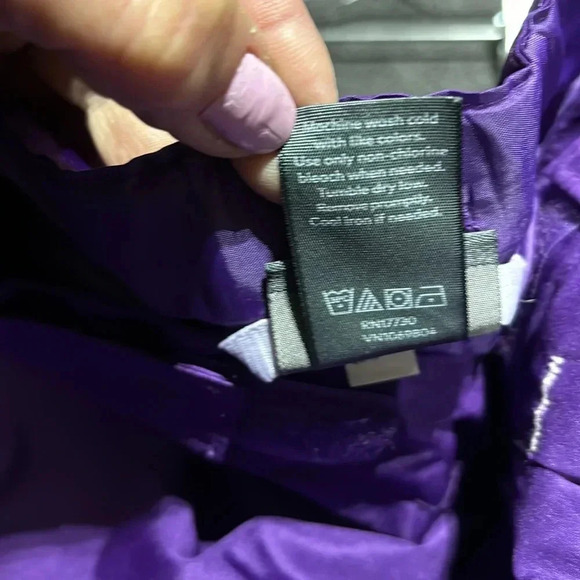 Machine wash cold
with like colors.
Use only non-chlorine
bleach when needed.
Tumble dry low.
Remove promptly.
Cool iron if needed.
RN17730
VN1069804